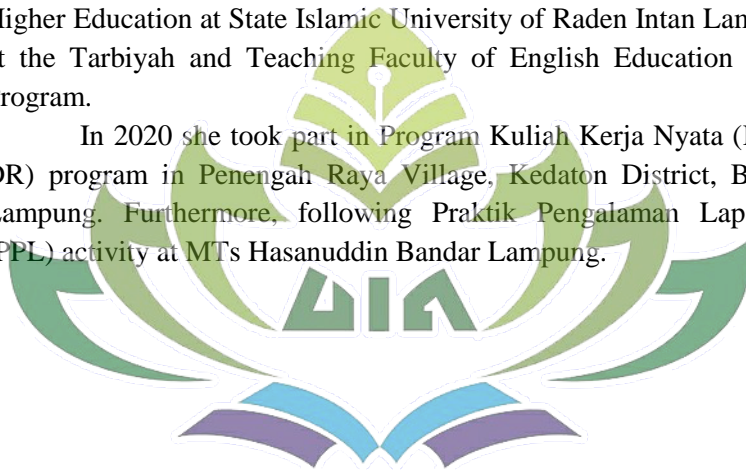 Higher Education at State Islamic University of Raden Intan Lam
t the Tarbiyah and Teaching Faculty of English Education
rogram.
In 2020 she took part in Program Kuliah Kerja Nyata (
DR) program in Penengah Raya Village, Kedaton District, B
Lampung. Furthermore, following Praktik Pengalaman Lap
PPL) activity at MTs Hasanuddin Bandar Lampung.
UIN